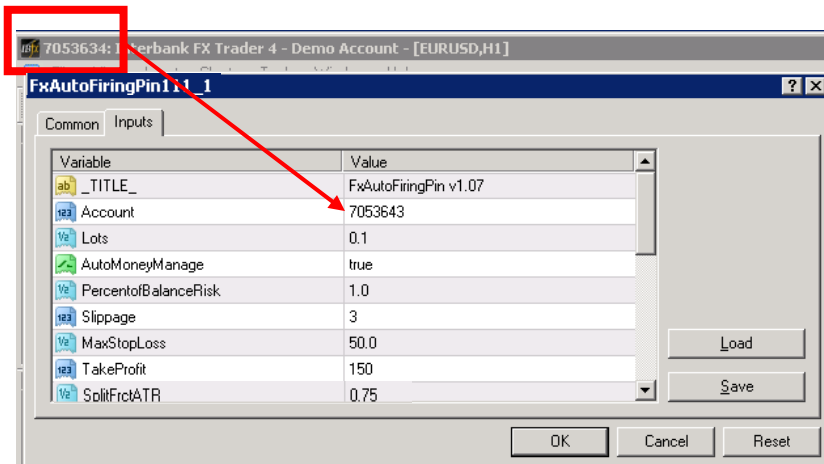 7053634: Interbank FX Trader 4 - Demo Account - [EURUSD,H1]
FxAutoFiringPin111_1
Common Inputs
Variable Value
_TITLE_ FxAutoFiringPin v1.07
Account 7053643
Lots 0.1
AutoMoneyManage true
PercentofBalanceRisk 1.0
Slippage 3
MaxStopLoss 50.0
Load
TakeProfit 150
Save
SplitFrctATR 0.75
OK Cancel Reset